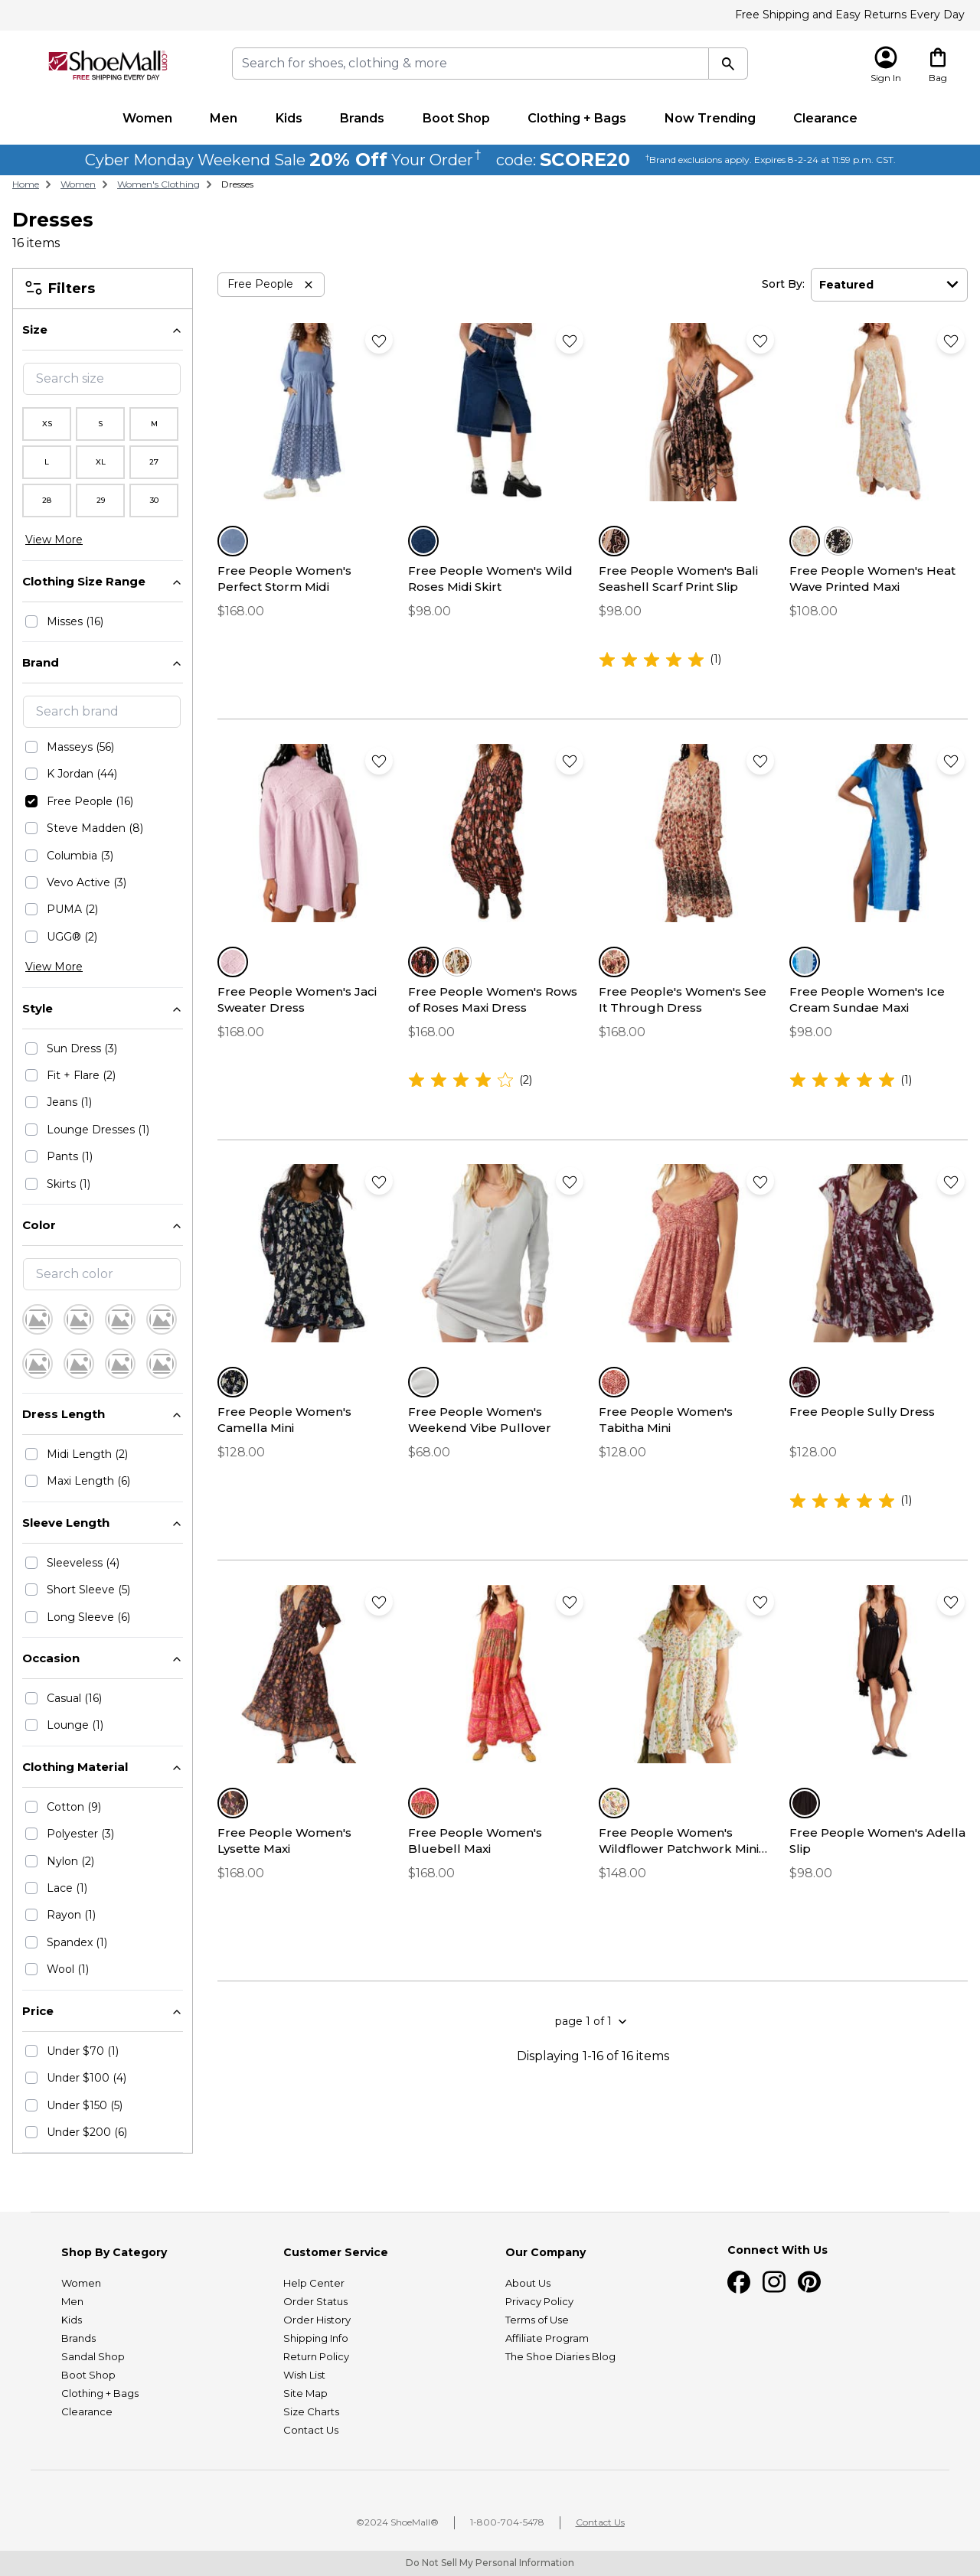 Free Shipping and Easy Returns Every Day
ShoeMall.com
FREE SHIPPING EVERY DAY
Search for shoes, clothing & more
Sign In
Bag
Women Men Kids Brands Boot Shop Clothing + Bags Now Trending Clearance
Cyber Monday Weekend Sale 20% Off Your Order† code: SCORE20 †Brand exclusions apply. Expires 8-2-24 at 11:59 p.m. CST.
Home Women Women's Clothing Dresses
Dresses
16 items
Filters
Size
Search size
XS S M
L XL 27
28 29 30
View More
Clothing Size Range
Misses (16)
Brand
Search brand
Masseys (56)
K Jordan (44)
Free People (16)
Steve Madden (8)
Columbia (3)
Vevo Active (3)
PUMA (2)
UGG® (2)
View More
Style
Sun Dress (3)
Fit + Flare (2)
Jeans (1)
Lounge Dresses (1)
Pants (1)
Skirts (1)
Color
Search color
Dress Length
Midi Length (2)
Maxi Length (6)
Sleeve Length
Sleeveless (4)
Short Sleeve (5)
Long Sleeve (6)
Occasion
Casual (16)
Lounge (1)
Clothing Material
Cotton (9)
Polyester (3)
Nylon (2)
Lace (1)
Rayon (1)
Spandex (1)
Wool (1)
Price
Under $70 (1)
Under $100 (4)
Under $150 (5)
Under $200 (6)
Free People
Sort By: Featured
Free People Women's
Perfect Storm Midi
$168.00
Free People Women's Wild
Roses Midi Skirt
$98.00
Free People Women's Bali
Seashell Scarf Print Slip
$98.00
(1)
Free People Women's Heat
Wave Printed Maxi
$108.00
Free People Women's Jaci
Sweater Dress
$168.00
Free People Women's Rows
of Roses Maxi Dress
$168.00
(2)
Free People's Women's See
It Through Dress
$168.00
Free People Women's Ice
Cream Sundae Maxi
$98.00
(1)
Free People Women's
Camella Mini
$128.00
Free People Women's
Weekend Vibe Pullover
$68.00
Free People Women's
Tabitha Mini
$128.00
Free People Sully Dress
$128.00
(1)
Free People Women's
Lysette Maxi
$168.00
Free People Women's
Bluebell Maxi
$168.00
Free People Women's
Wildflower Patchwork Mini...
$148.00
Free People Women's Adella
Slip
$98.00
page 1 of 1
Displaying 1-16 of 16 items
Shop By Category
Women
Men
Kids
Brands
Sandal Shop
Boot Shop
Clothing + Bags
Clearance
Customer Service
Help Center
Order Status
Order History
Shipping Info
Return Policy
Wish List
Site Map
Size Charts
Contact Us
Our Company
About Us
Privacy Policy
Terms of Use
Affiliate Program
The Shoe Diaries Blog
Connect With Us
©2024 ShoeMall® 1-800-704-5478 Contact Us
Do Not Sell My Personal Information